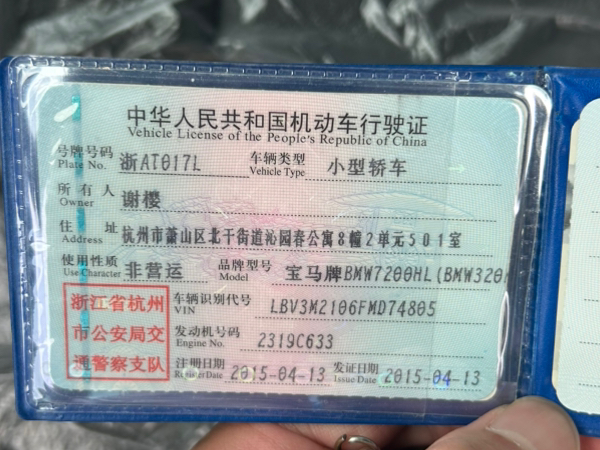 中华人民共和国机动车行驶证
Vehicle License of the People's Republic of China
号牌号码 浙AT017L 车辆类型 小型轿车
Plate No. Vehicle Type
所有人 谢樱
Owner
住址 杭州市萧山区北干街道沁园春公寓8幢2单元501室
Address
使用性质 非营运 品牌型号 宝马牌BMW7200HL(BMW320
Use Character
浙江省杭州 车辆识别代号 LBV3M2106FMD74805
VIN
市公安局交 发动机号码 2319C633
Engine No.
通警察支队 注册日期 2015-04-13 发证日期 2015-04-13
Register Date Issue Date